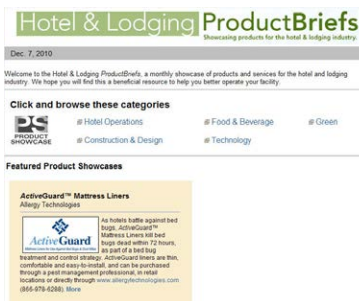 Hotel & Lodging ProductBriefs
Showcasing products for the hotel & lodging industry.
Dec. 7, 2010
Welcome to the Hotel & Lodging ProductBriefs, a monthly showcase of products and services for the hotel and lodging
industry. We hope you will find this a beneficial resource to help you better operate your facility.
Click and browse these categories
PS
PRODUCT
SHOWCASE
Hotel Operations
Food & Beverage
Green
Construction & Design
Technology
Featured Product Showcases
ActiveGuard™ Mattress Liners
Allergy Technologies
ActiveGuard
As hotels battle against bed
bugs, ActiveGuard™
Mattress Liners kill bed
bugs dead within 72 hours,
as part of a bed bug
treatment and control strategy. ActiveGuard liners are thin,
comfortable and easy-to-install, and can be purchased
through a pest management professional, in retail
locations or directly through www.allergytechnologies.com
(866-978-6288). More